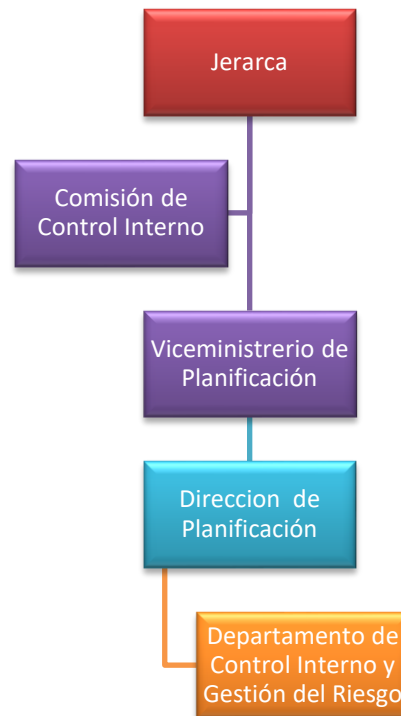 Jerarca
Comisión de
Control Interno
Viceministrerio de
Planificación
Direccion de
Planificación
Departamento de
Control Interno y
Gestión del Riesgo